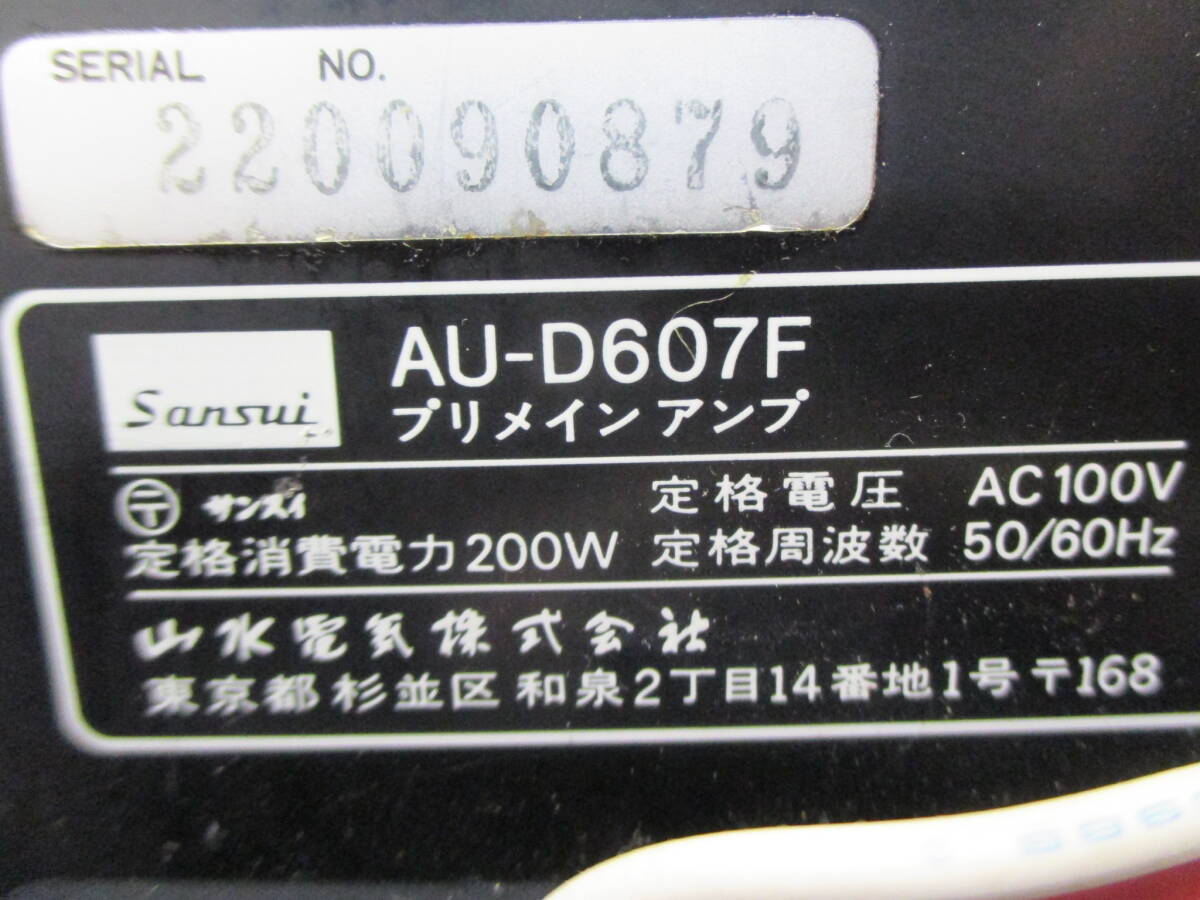 SERIAL NO.
220090879
Sansui
AU-D607F
プリメインアンプ
〒 サンスイ
定格電圧 AC100V
定格消費電力200W 定格周波数 50/60Hz
山水電気株式会社
東京都杉並区和泉2丁目14番地1号 〒168